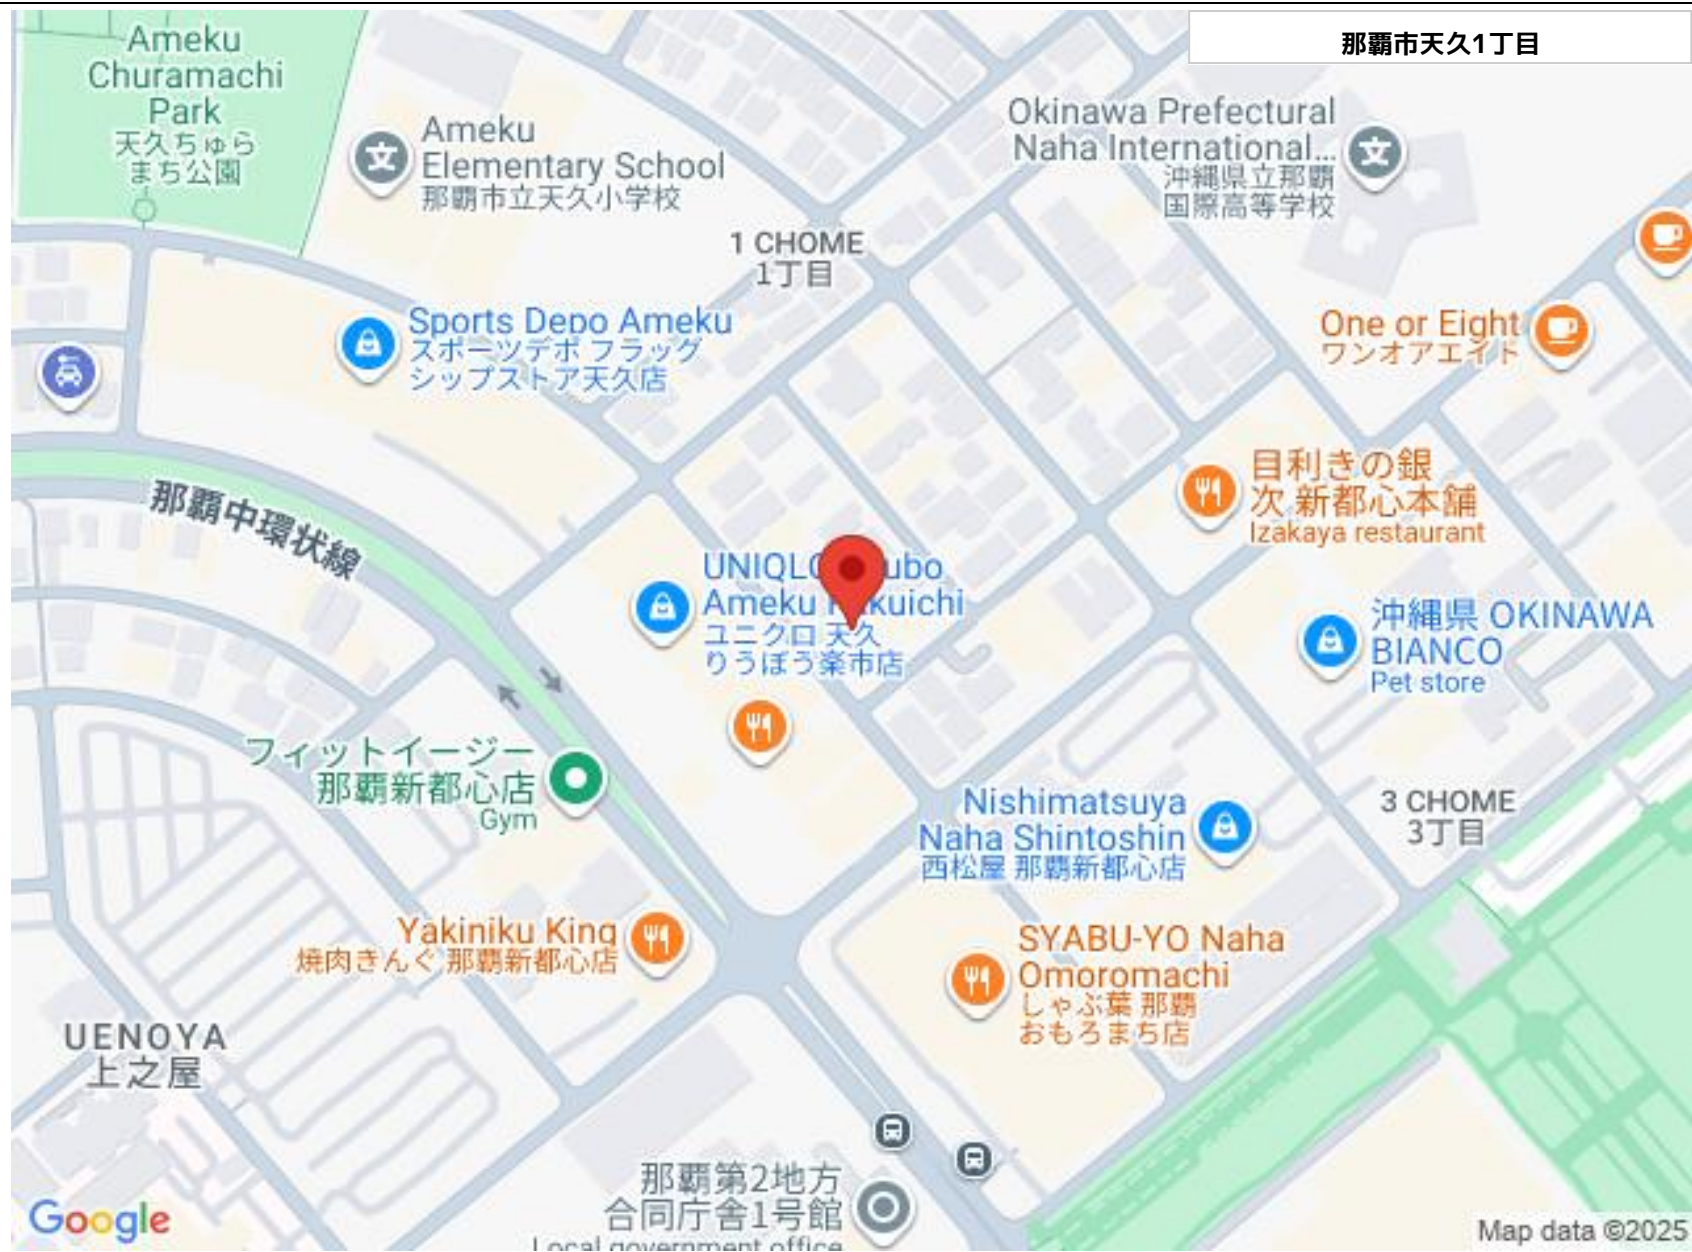 那覇市天久1丁目
Ameku
Churamachi
Park
天久ちゅら
まち公園
Ameku
Elementary School
那覇市立天久小学校
Okinawa Prefectural
Naha International...
沖縄県立那覇
国際高等学校
1 CHOME
1丁目
Sports Depo Ameku
スポーツデポ フラッグ
シップストア天久店
One or Eight
ワンオアエイト
目利きの銀
次 新都心本舗
Izakaya restaurant
那覇中環状線
UNIQLO ubo
Ameku kuichi
ユニクロ 天久
りうぼう楽市店
沖縄県 OKINAWA
BIANCO
Pet store
フィットイージー
那覇新都心店
Gym
Nishimatsuya
Naha Shintoshin
西松屋 那覇新都心店
3 CHOME
3丁目
Yakiniku King
焼肉きんぐ 那覇新都心店
SYABU-YO Naha
Omoromachi
しゃぶ葉 那覇
おもろまち店
UENOYA
上之屋
那覇第2地方
合同庁舎1号館
Local government office
Google
Map data ©2025